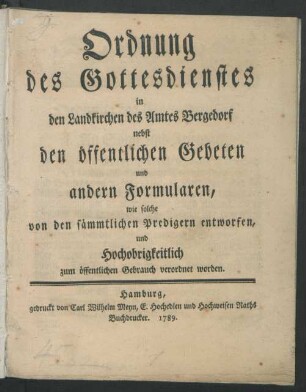 Ordnung
des Gottesdienstes
in
den Landkirchen des Amtes Bergedorf
nebst
den öffentlichen Gebeten
und
andern Formularen,
wie solche
von den sämmtlichen Predigern entworfen,
und
Hochobrigkeitlich
zum öffentlichen Gebrauch verordnet worden.
Hamburg,
gedruckt von Carl Wilhelm Meyn, E. Hochedlen und Hochweisen Raths
Buchdrucker. 1789.